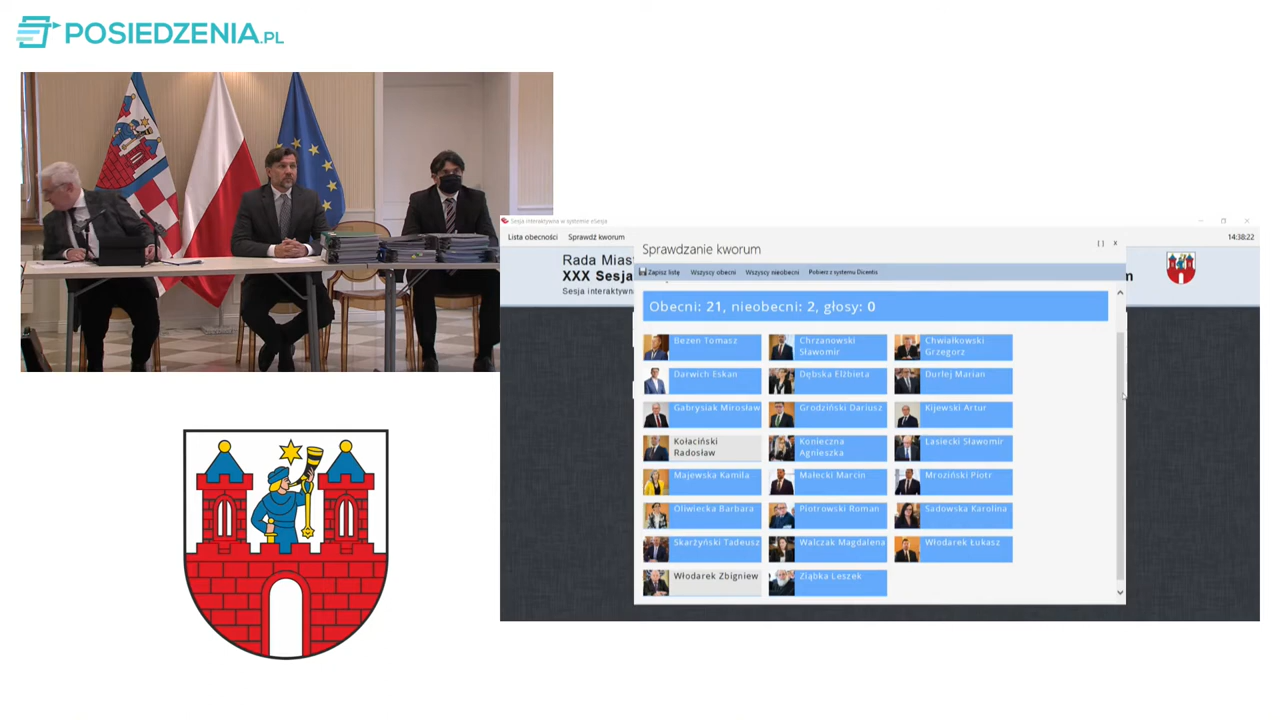 POSIEDZENIA.PL
Sesja interaktywna w systemie eSesja
Lista obecności Sprawdź kworum
14:38:22
Rada Mias
XXX Sesja
Sesja interaktywn
m
Sprawdzanie kworum
Zapisz listę Wszyscy obecni Wszyscy nieobecni Pobierz z systemu Dicentis
Obecni: 21, nieobecni: 2, głosy: 0
Bezen Tomasz
Chrzanowski
Sławomir
Chwiałkowski
Grzegorz
Darwich Eskan
Dębska Elżbieta
Durlej Marian
Gabrysiak Mirosław
Grodziński Dariusz
Kijewski Artur
Kołaciński
Radosław
Konieczna
Agnieszka
Lasiecki Sławomir
Majewska Kamila
Małecki Marcin
Mroziński Piotr
Oliwiecka Barbara
Piotrowski Roman
Sadowska Karolina
Skarżyński Tadeusz
Walczak Magdalena
Włodarek Łukasz
Włodarek Zbigniew
Ziąbka Leszek